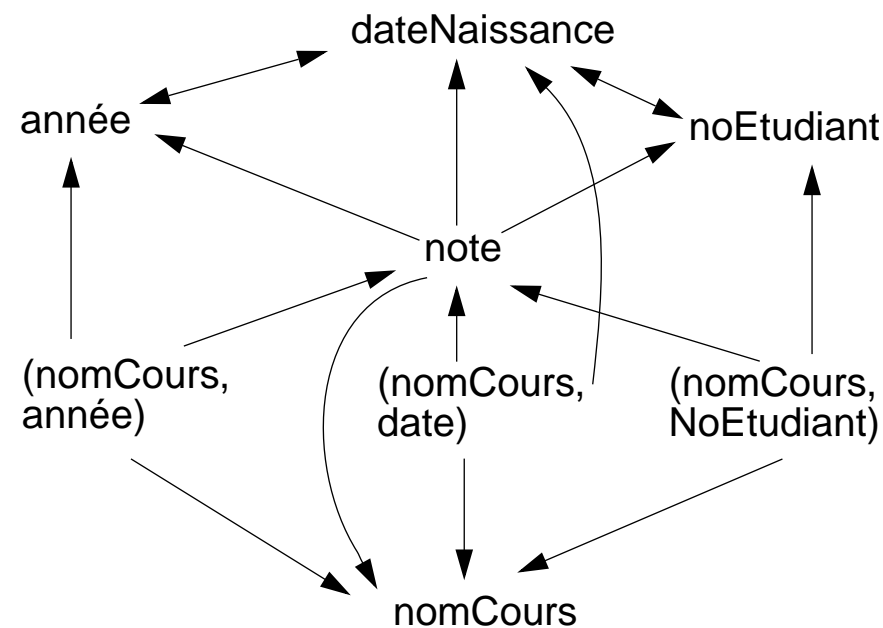 dateNaissance
année
noEtudiant
note
(nomCours,
année)
(nomCours,
date)
(nomCours,
NoEtudiant)
nomCours